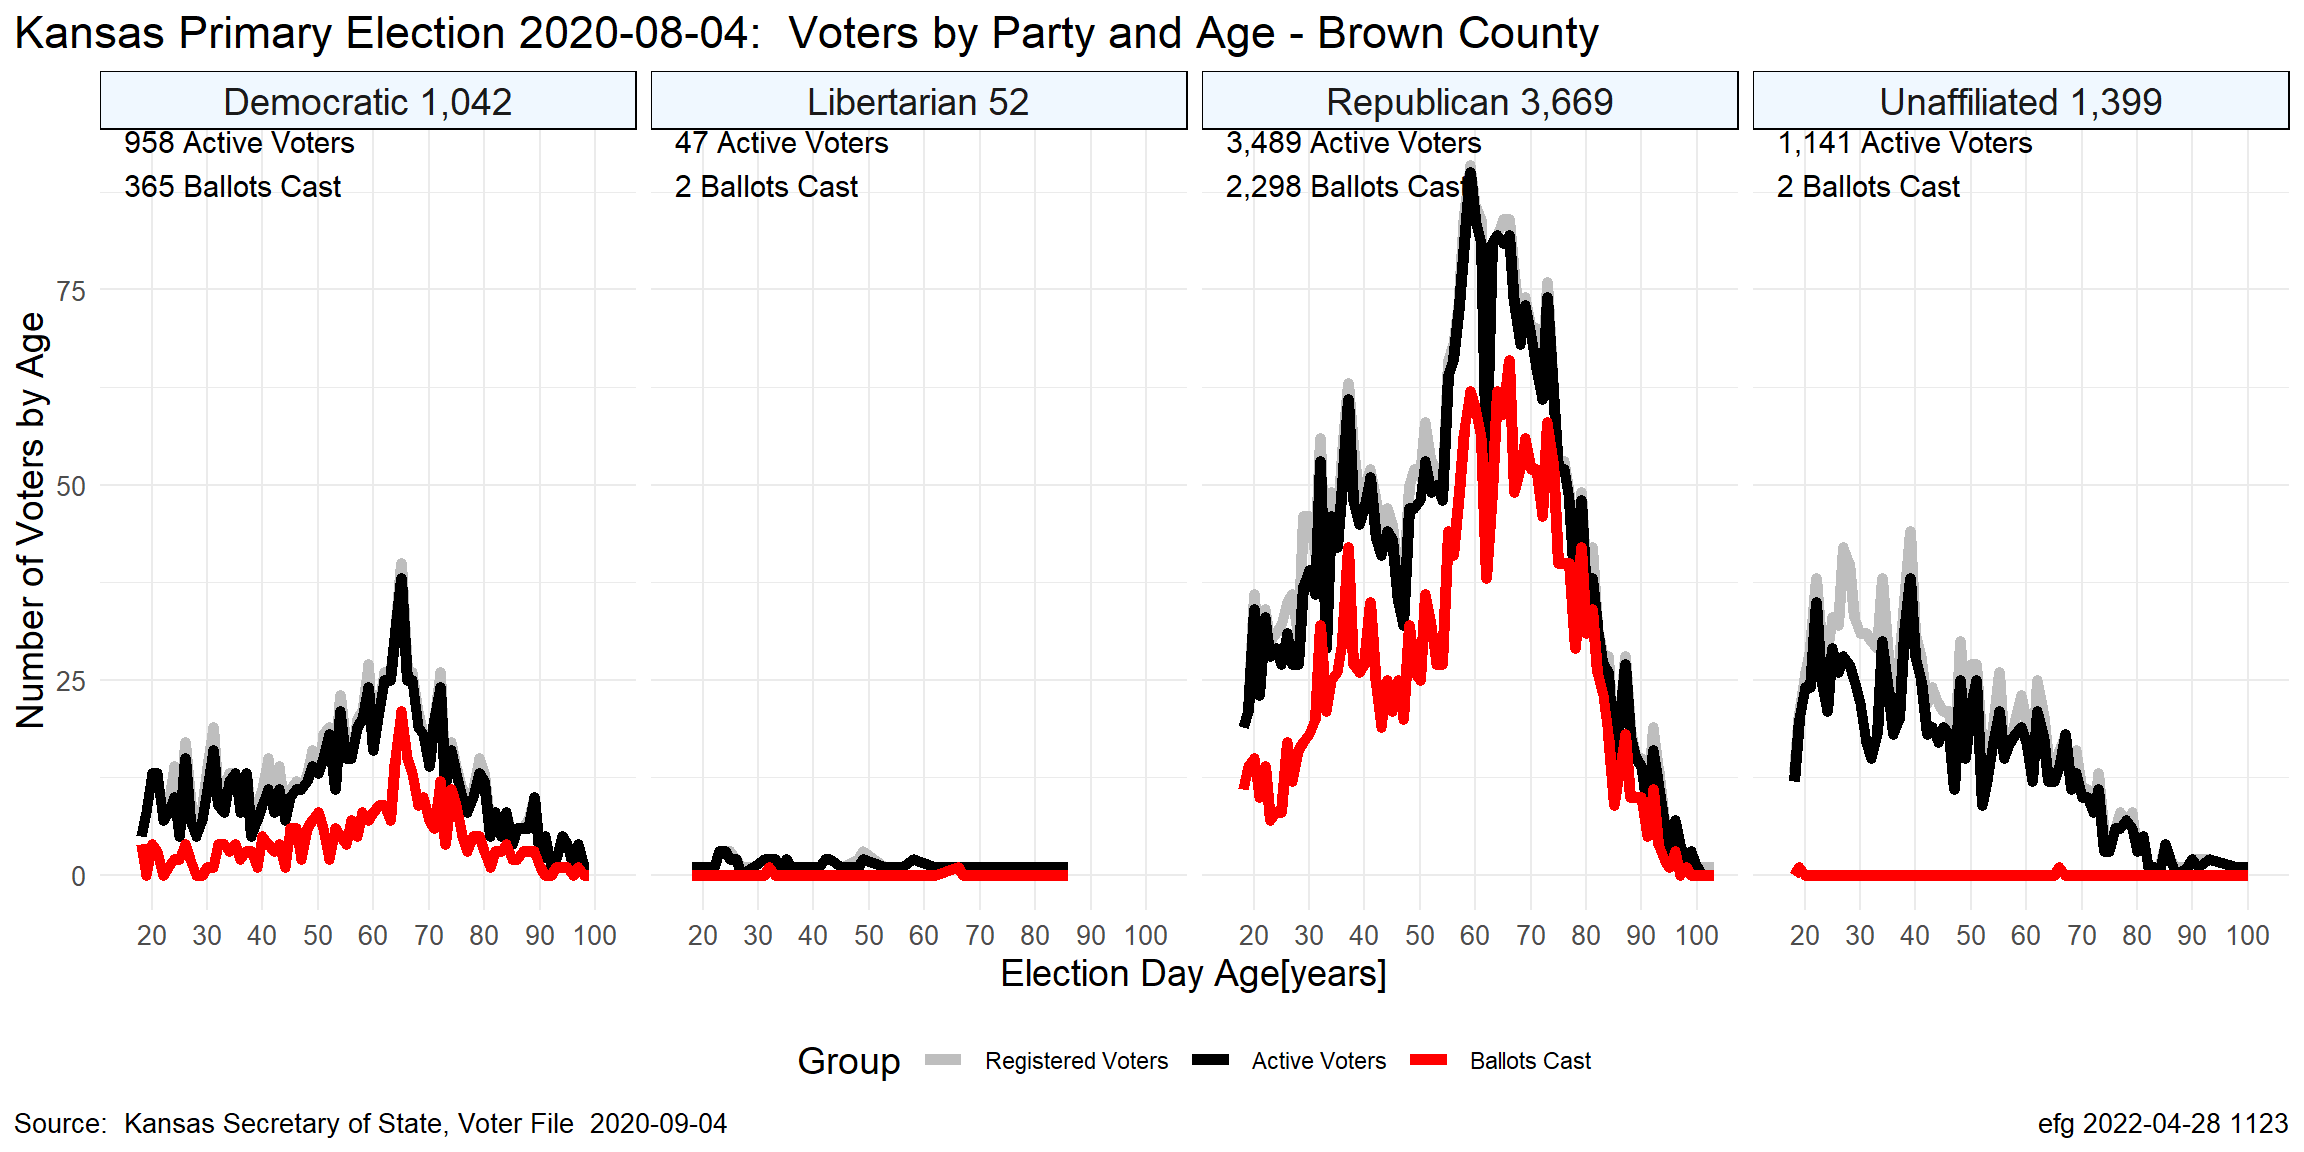 Kansas Primary Election 2020-08-04:  Voters by Party and Age - Brown County
Democratic 1,042
Libertarian 52
Republican 3,669
Unaffiliated 1,399
958 Active Voters
365 Ballots Cast
47 Active Voters
2 Ballots Cast
3,489 Active Voters
2,298 Ballots Cast
1,141 Active Voters
2 Ballots Cast
Number of Voters by Age
75
50
25
0
20 30 40 50 60 70 80 90 100
20 30 40 50 60 70 80 90 100
20 30 40 50 60 70 80 90 100
20 30 40 50 60 70 80 90 100
Election Day Age[years]
Group Registered Voters Active Voters Ballots Cast
Source:  Kansas Secretary of State, Voter File  2020-09-04
efg 2022-04-28 1123